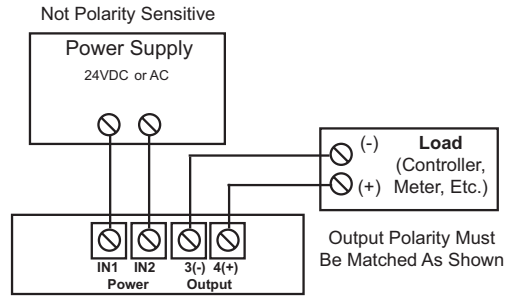 Not Polarity Sensitive
Power Supply
24VDC or AC
(-) Load
(Controller,
(+) Meter, Etc.)
Output Polarity Must
Be Matched As Shown
IN1 IN2 3(-) 4(+)
Power Output